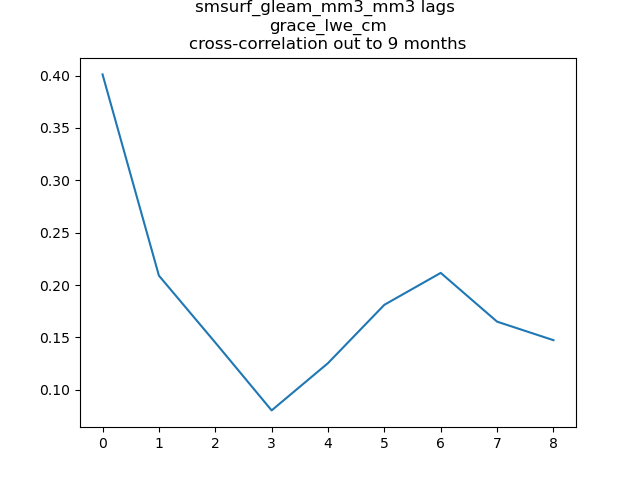 smsurf_gleam_mm3_mm3 lags
grace_lwe_cm
cross-correlation out to 9 months
0.40
0.35
0.30
0.25
0.20
0.15
0.10
0 1 2 3 4 5 6 7 8